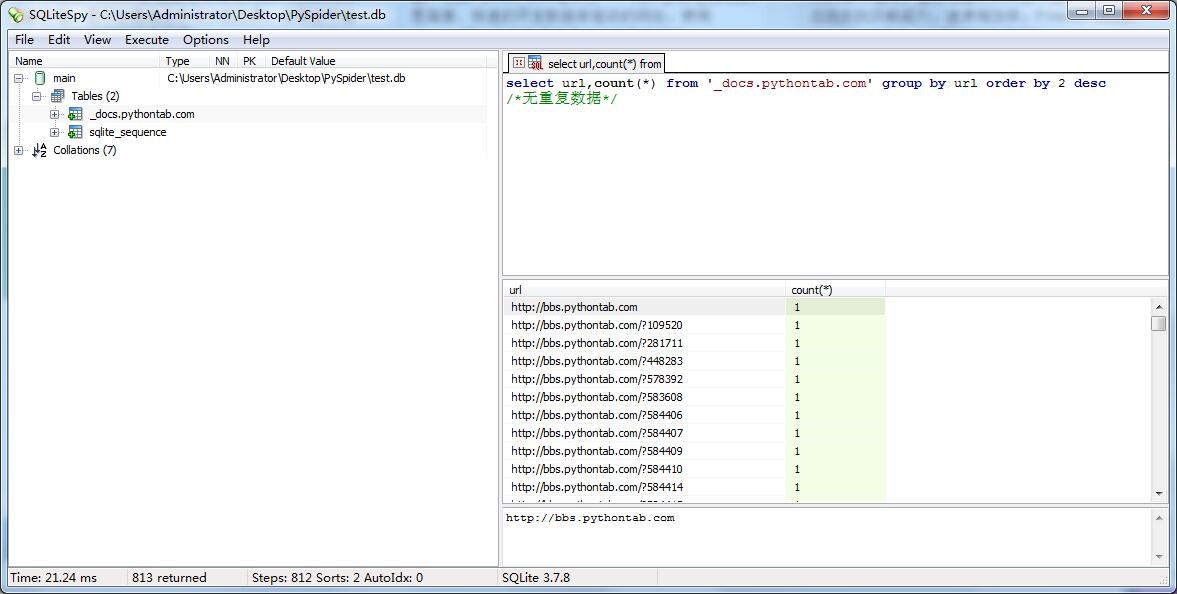 SQLiteSpy - C:\Users\Administrator\Desktop\PySpider\test.db
File Edit View Execute Options Help
Name Type NN PK Default Value
main C:\Users\Administrator\Desktop\PySpider\test.db
Tables (2)
_docs.pythontab.com
sqlite_sequence
Collations (7)
select url,count(*) from
select url,count(*) from '_docs.pythontab.com' group by url order by 2 desc
/*无重复数据*/
url count(*)
http://bbs.pythontab.com 1
http://bbs.pythontab.com/?109520 1
http://bbs.pythontab.com/?281711 1
http://bbs.pythontab.com/?448283 1
http://bbs.pythontab.com/?578392 1
http://bbs.pythontab.com/?583608 1
http://bbs.pythontab.com/?584406 1
http://bbs.pythontab.com/?584407 1
http://bbs.pythontab.com/?584409 1
http://bbs.pythontab.com/?584410 1
http://bbs.pythontab.com/?584414 1
http://bbs.pythontab.com
Time: 21.24 ms 813 returned Steps: 812 Sorts: 2 AutoIdx: 0 SQLite 3.7.8